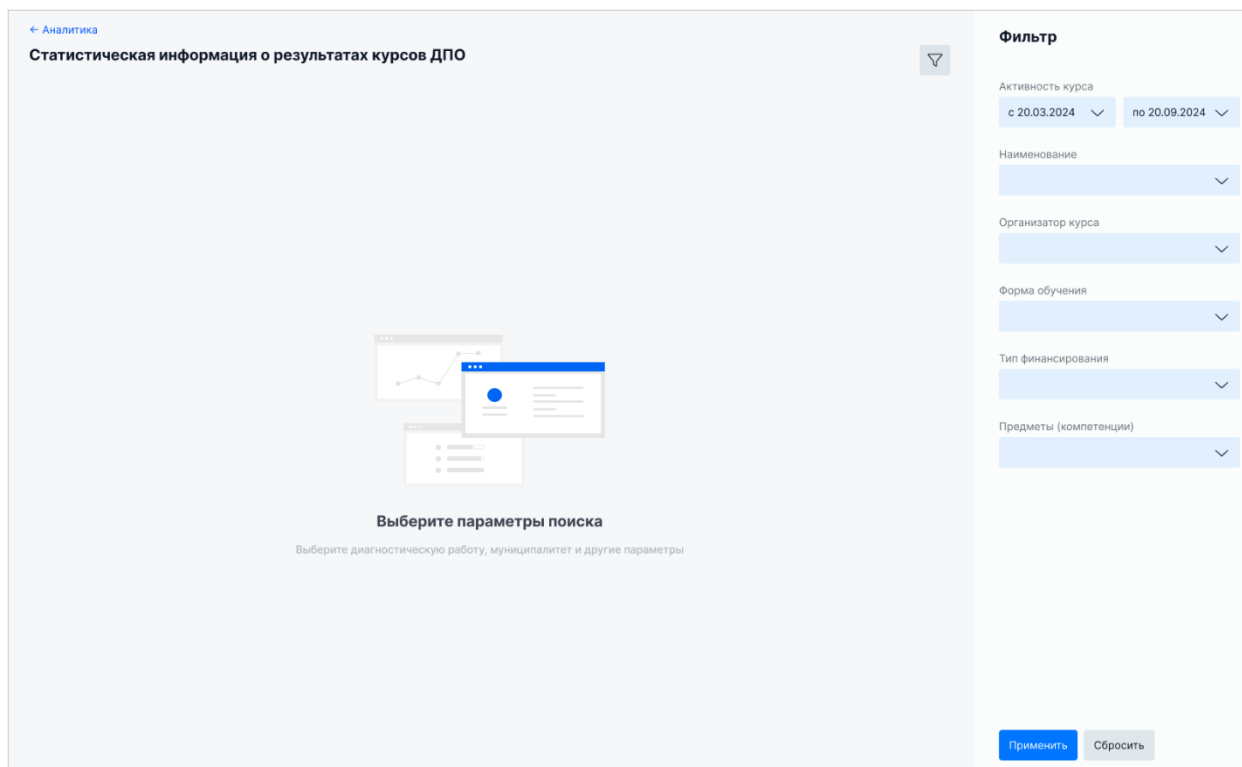 ← Аналитика
Статистическая информация о результатах курсов ДПО
Выберите параметры поиска
Выберите диагностическую работу, муниципалитет и другие параметры
Фильтр
Активность курса
с 20.03.2024 по 20.09.2024
Наименование
Организатор курса
Форма обучения
Тип финансирования
Предметы (компетенции)
Применить Сбросить